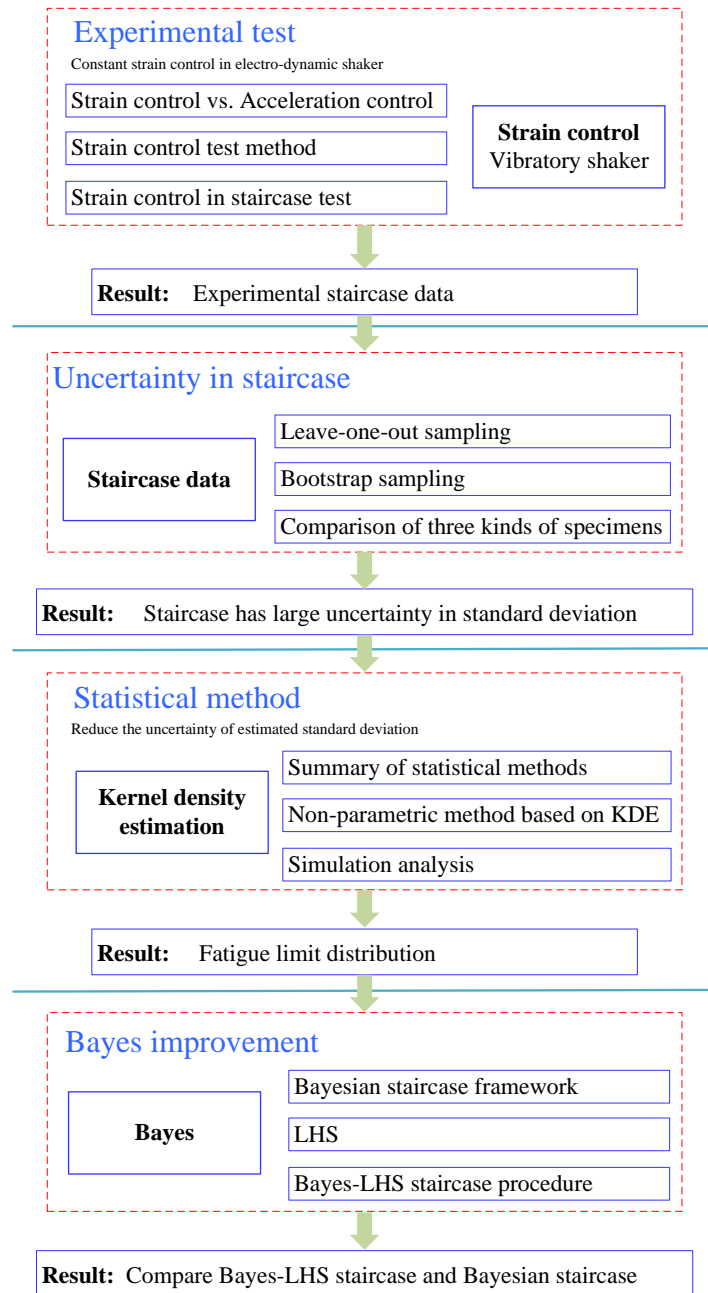 Experimental test
Constant strain control in electro-dynamic shaker
Strain control vs. Acceleration control
Strain control test method
Strain control in staircase test
Strain control
Vibratory shaker
Result: Experimental staircase data
Uncertainty in staircase
Staircase data
Leave-one-out sampling
Bootstrap sampling
Comparison of three kinds of specimens
Result: Staircase has large uncertainty in standard deviation
Statistical method
Reduce the uncertainty of estimated standard deviation
Kernel density
estimation
Summary of statistical methods
Non-parametric method based on KDE
Simulation analysis
Result: Fatigue limit distribution
Bayes improvement
Bayes
Bayesian staircase framework
LHS
Bayes-LHS staircase procedure
Result: Compare Bayes-LHS staircase and Bayesian staircase